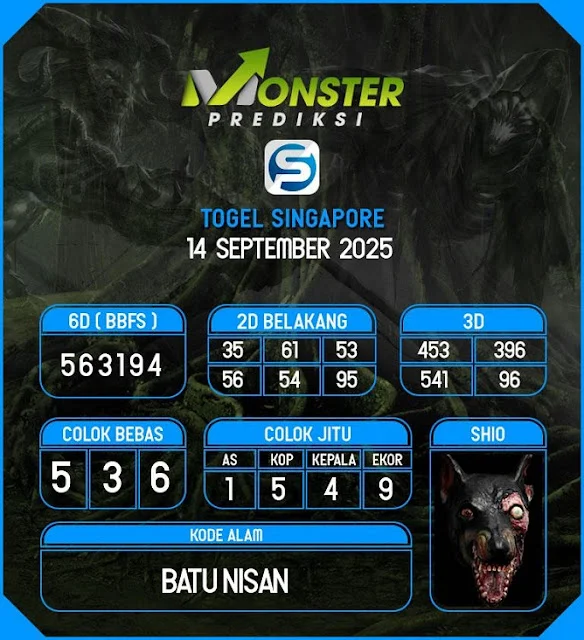 MONSTER
PREDIKSI
S
TOGEL SINGAPORE
14 SEPTEMBER 2025
6D ( BBFS )
563194
2D BELAKANG
35 61 53
56 54 95
3D
453 396
541 96
COLOK BEBAS
5 3 6
COLOK JITU
AS KOP KEPALA EKOR
1 5 4 9
SHIO
KODE ALAM
BATU NISAN